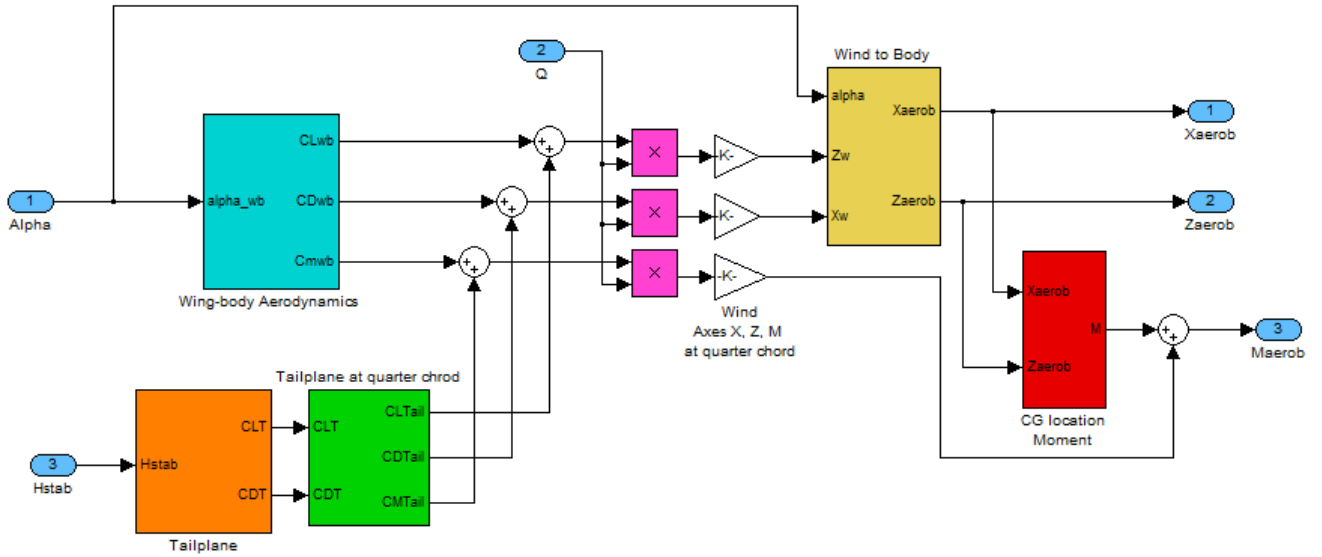 2
Q
Wind to Body
alpha
Xaerob
Zw
Zaerob
Xw
1
Xaerob
2
Zaerob
1
Alpha
alpha_wb
CLwb
CDwb
Cmwb
Wing-body Aerodynamics
++
++
++
×
×
×
-K-
-K-
-K-
Wind
Axes X, Z, M
at quarter chord
Xaerob
M
Zaerob
CG location
Moment
++
3
Maerob
3
Hstab
Hstab
CLT
CDT
Tailplane
Tailplane at quarter chrod
CLT
CDT
CLTail
CDTail
CMTail